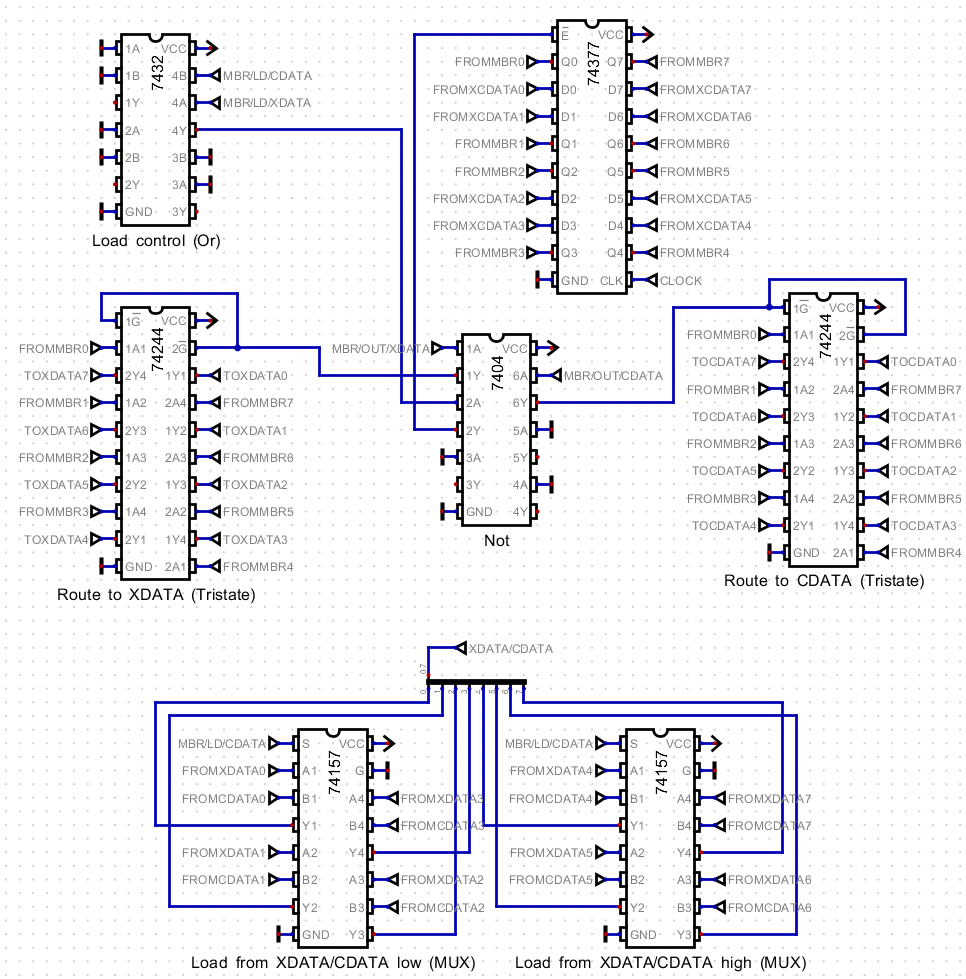 7432
1A VCC
1B 4B MBR/LD/CDATA
1Y 4A MBR/LD/XDATA
2A 4Y
2B 3B
2Y 3A
GND 3Y
Load control (Or)
74377
E̅ VCC
FROMMBR0 Q0 Q7 FROMMBR7
FROMXCDATA0 D0 D7 FROMXCDATA7
FROMXCDATA1 D1 D6 FROMXCDATA6
FROMMBR1 Q1 Q6 FROMMBR6
FROMMBR2 Q2 Q5 FROMMBR5
FROMXCDATA2 D2 D5 FROMXCDATA5
FROMXCDATA3 D3 D4 FROMXCDATA4
FROMMBR3 Q3 Q4 FROMMBR4
GND CLK CLOCK
74244
1G̅ VCC
FROMMBR0 1A1 2G̅
TOXDATA7 2Y4 1Y1 TOXDATA0
FROMMBR1 1A2 2A4 FROMMBR7
TOXDATA6 2Y3 1Y2 TOXDATA1
FROMMBR2 1A3 2A3 FROMMBR6
TOXDATA5 2Y2 1Y3 TOXDATA2
FROMMBR3 1A4 2A2 FROMMBR5
TOXDATA4 2Y1 1Y4 TOXDATA3
GND 2A1 FROMMBR4
Route to XDATA (Tristate)
7404
MBR/OUT/XDATA 1A VCC
1Y 6A MBR/OUT/CDATA
2A 6Y
2Y 5A
3A 5Y
3Y 4A
GND 4Y
Not
74244
1G̅ VCC
FROMMBR0 1A1 2G̅
TOCDATA7 2Y4 1Y1 TOCDATA0
FROMMBR1 1A2 2A4 FROMMBR7
TOCDATA6 2Y3 1Y2 TOCDATA1
FROMMBR2 1A3 2A3 FROMMBR6
TOCDATA5 2Y2 1Y3 TOCDATA2
FROMMBR3 1A4 2A2 FROMMBR5
TOCDATA4 2Y1 1Y4 TOCDATA3
GND 2A1 FROMMBR4
Route to CDATA (Tristate)
XDATA/CDATA
0-7
0 1 2 3 4 5 6 7
74157
MBR/LD/CDATA S VCC
FROMXDATA0 A1 G
FROMCDATA0 B1 A4 FROMXDATA3
Y1 B4 FROMCDATA3
FROMXDATA1 A2 Y4
FROMCDATA1 B2 A3 FROMXDATA2
Y2 B3 FROMCDATA2
GND Y3
Load from XDATA/CDATA low (MUX)
74157
MBR/LD/CDATA S VCC
FROMXDATA4 A1 G
FROMCDATA4 B1 A4 FROMXDATA7
Y1 B4 FROMCDATA7
FROMXDATA5 A2 Y4
FROMCDATA5 B2 A3 FROMXDATA6
Y2 B3 FROMCDATA6
GND Y3
Load from XDATA/CDATA high (MUX)